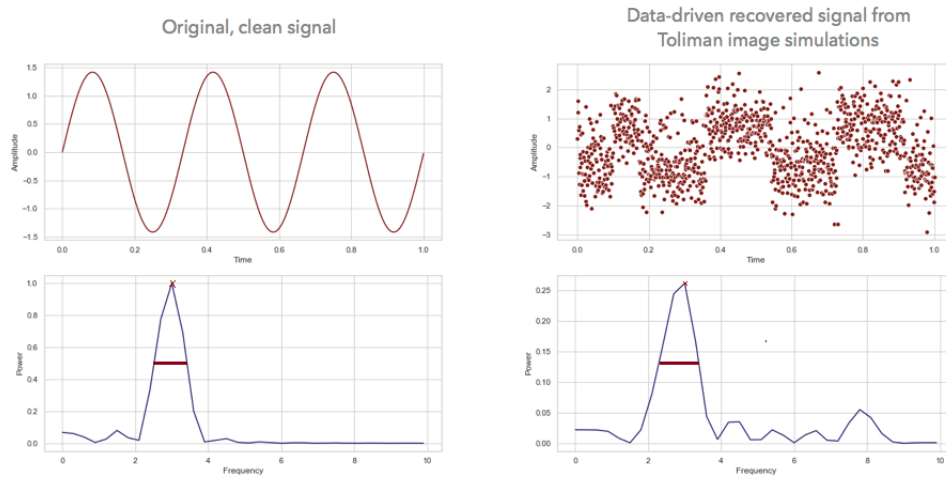 Original, clean signal
Data-driven recovered signal from
Toliman image simulations
1.5
1.0
0.5
0.0
−0.5
−1.0
−1.5
Amplitude
0.0 0.2 0.4 0.6 0.8 1.0
Time
2
1
0
−1
−2
−3
Amplitude
0.0 0.2 0.4 0.6 0.8 1.0
Time
1.0
0.8
0.6
0.4
0.2
0.0
Power
0 2 4 6 8 10
Frequency
0.25
0.20
0.15
0.10
0.05
0.00
Power
0 2 4 6 8 10
Frequency